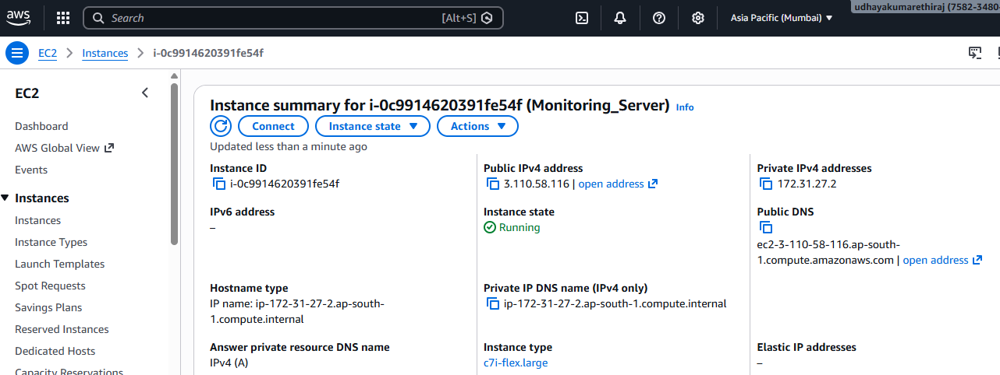 aws
Search [Alt+S]
Asia Pacific (Mumbai)
udhayakumarethiraj (7582-3480-
EC2
Instances
i-0c9914620391fe54f
EC2
Dashboard
AWS Global View
Events
Instances
Instances
Instance Types
Launch Templates
Spot Requests
Savings Plans
Reserved Instances
Dedicated Hosts
Capacity Reservations
Instance summary for i-0c9914620391fe54f (Monitoring_Server) Info
Connect
Instance state
Actions
Updated less than a minute ago
Instance ID
i-0c9914620391fe54f
Public IPv4 address
3.110.58.116 | open address
Private IPv4 addresses
172.31.27.2
IPv6 address
–
Instance state
Running
Public DNS
ec2-3-110-58-116.ap-south-
1.compute.amazonaws.com | open address
Hostname type
IP name: ip-172-31-27-2.ap-south-
1.compute.internal
Private IP DNS name (IPv4 only)
ip-172-31-27-2.ap-south-1.compute.internal
Answer private resource DNS name
IPv4 (A)
Instance type
c7i-flex.large
Elastic IP addresses
–